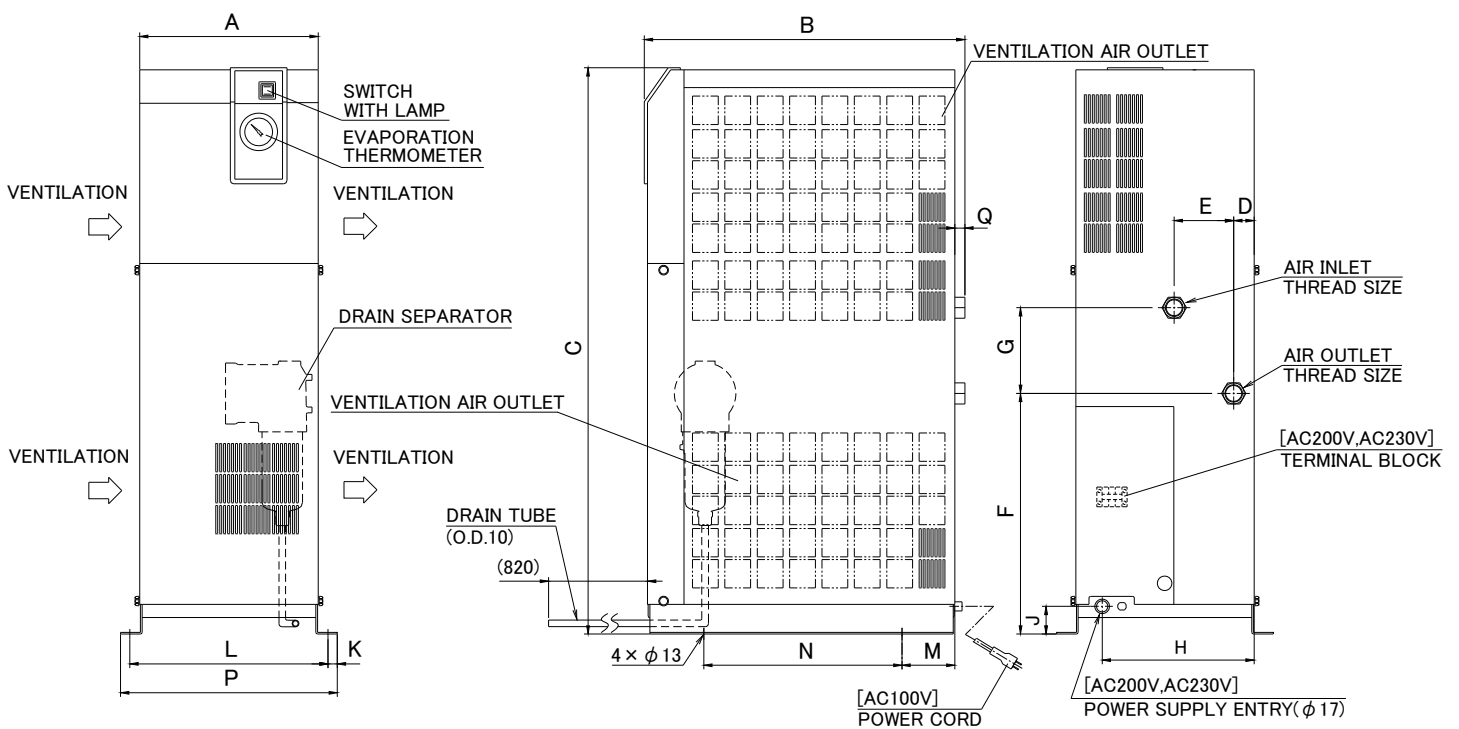 A
SWITCH
WITH LAMP
EVAPORATION
THERMOMETER
VENTILATION
VENTILATION
DRAIN SEPARATOR
VENTILATION
VENTILATION
K
L
P
B
VENTILATION AIR OUTLET
Q
C
VENTILATION AIR OUTLET
DRAIN TUBE
(O.D.10)
(820)
4×φ13
N
M
[AC100V]
POWER CORD
E
D
AIR INLET
THREAD SIZE
G
AIR OUTLET
THREAD SIZE
[AC200V,AC230V]
TERMINAL BLOCK
F
J
H
[AC200V,AC230V]
POWER SUPPLY ENTRY(φ17)